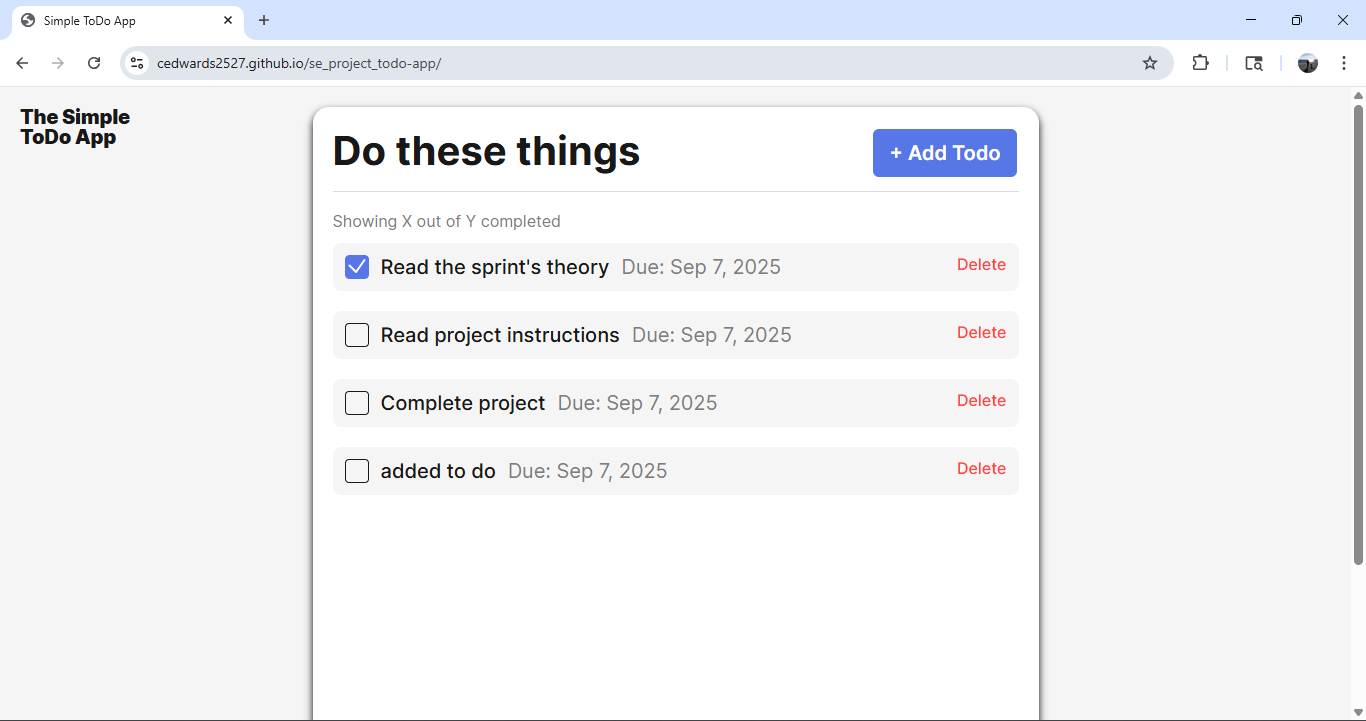 Simple ToDo App
cedwards2527.github.io/se_project_todo-app/
The Simple
ToDo App
Do these things
+ Add Todo
Showing X out of Y completed
Read the sprint's theory Due: Sep 7, 2025 Delete
Read project instructions Due: Sep 7, 2025 Delete
Complete project Due: Sep 7, 2025 Delete
added to do Due: Sep 7, 2025 Delete